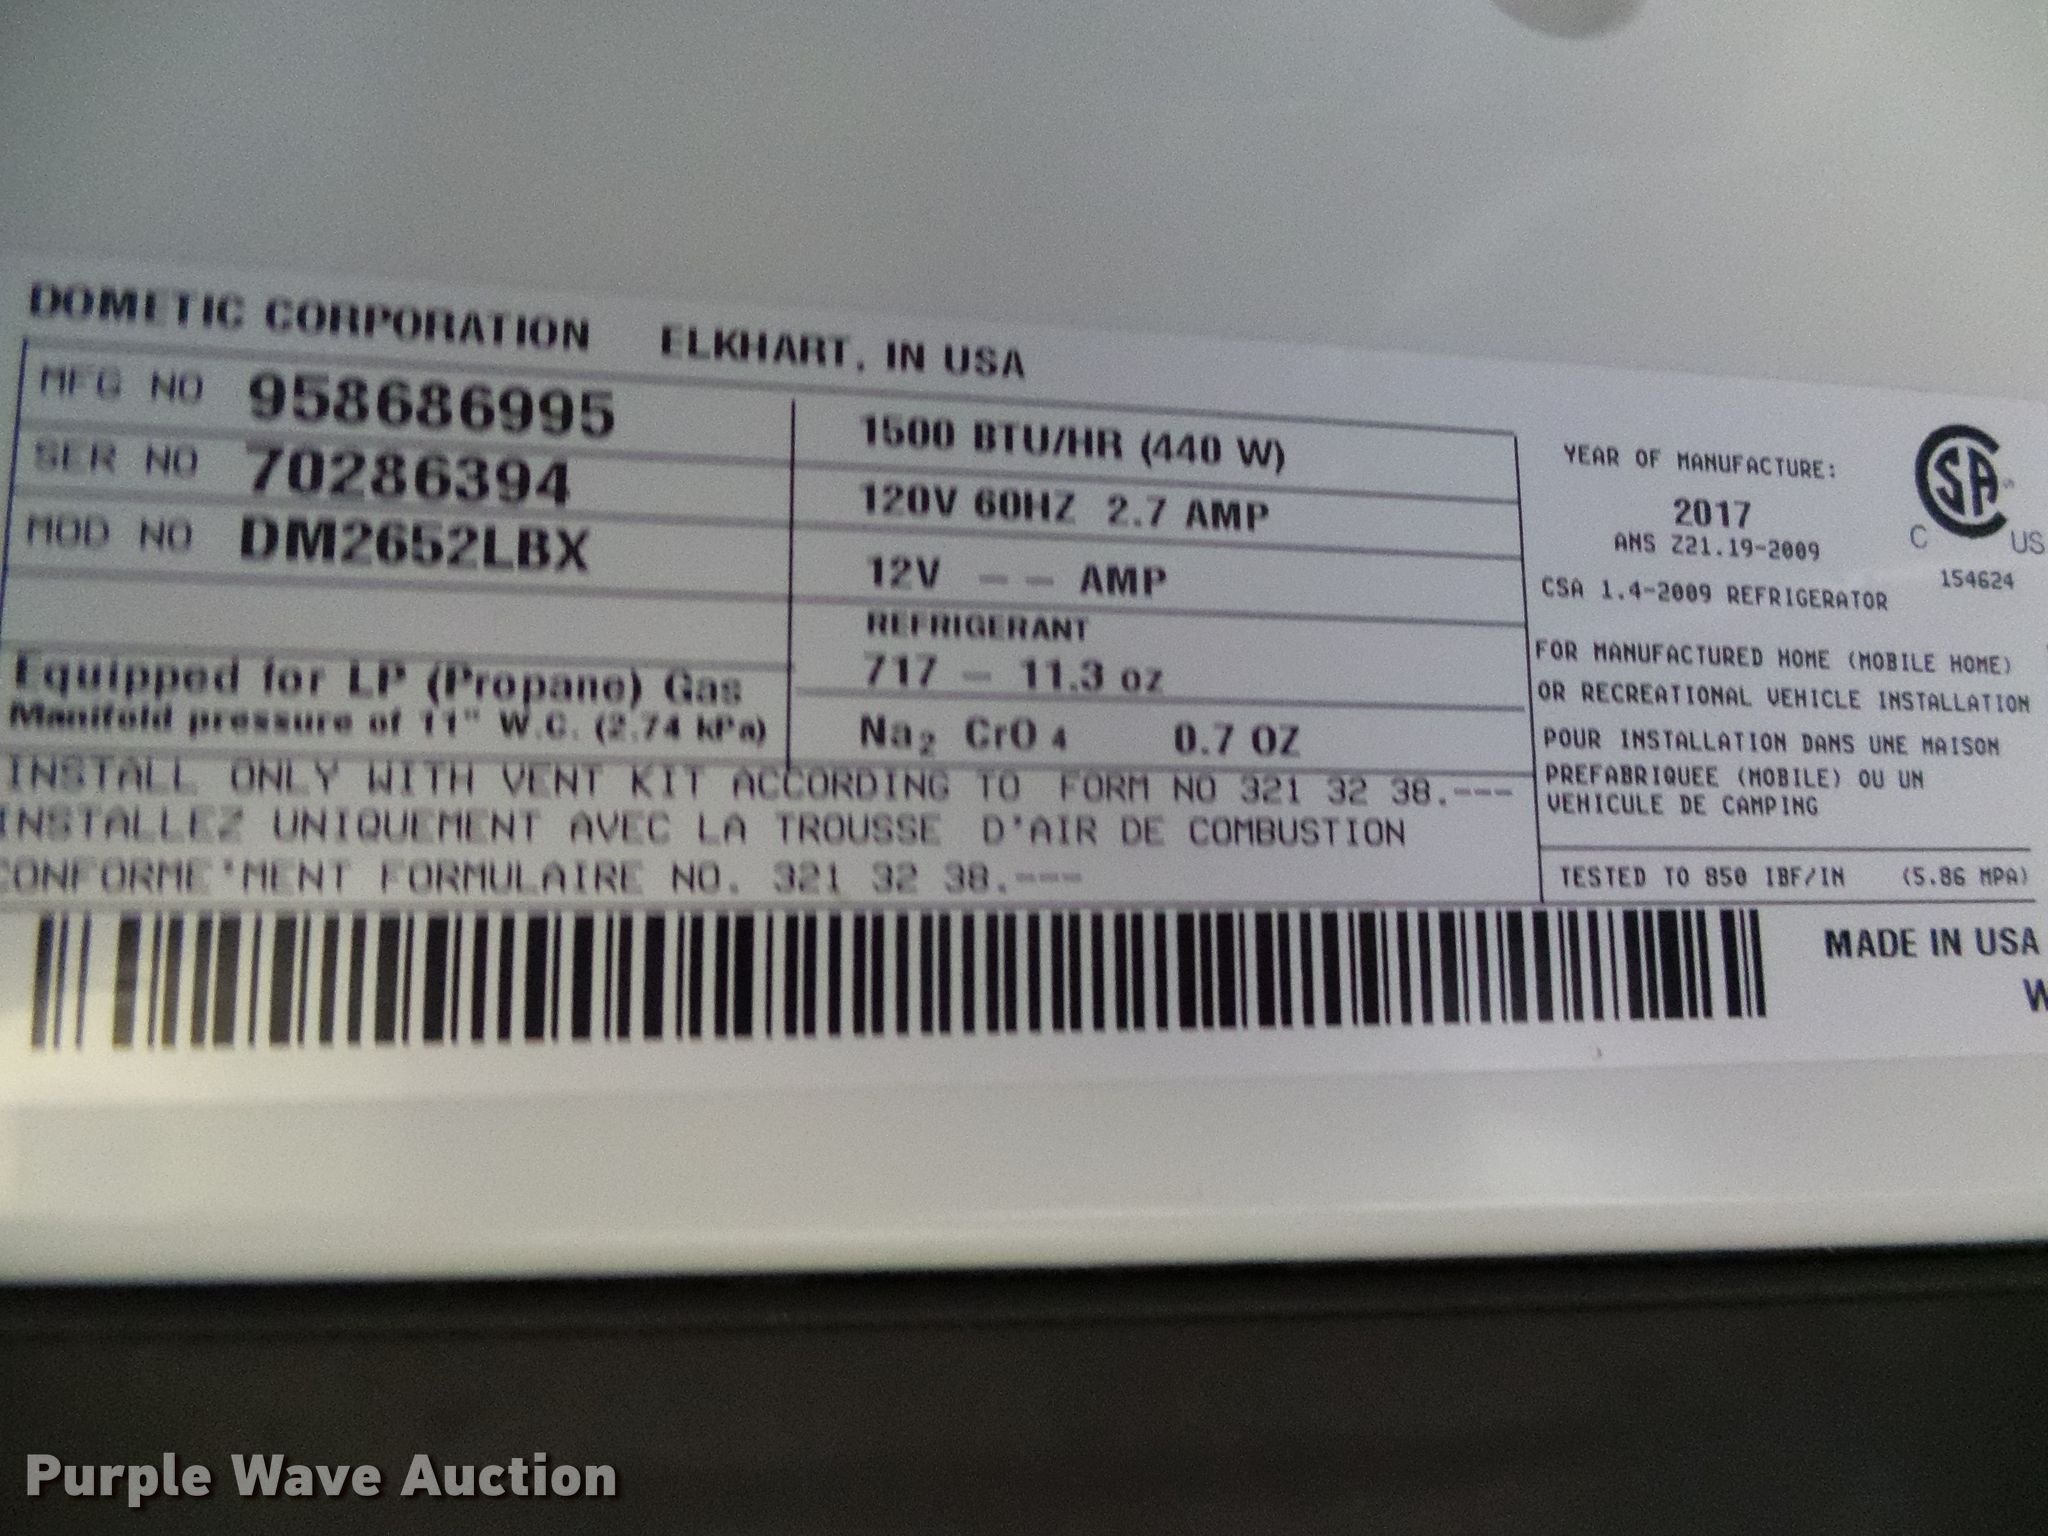 DOMETIC CORPORATION ELKHART, IN USA
MFG NO 958686995
SER NO 70286394
MOD NO DM2652LBX
Equipped for LP (Propane) Gas
Manifold pressure of 11" W.C. (2.74 kPa)
1500 BTU/HR (440 W)
120V 60HZ 2.7 AMP
12V -- AMP
REFRIGERANT
717 - 11.3 oz
Na2 CrO4 0.7 OZ
INSTALL ONLY WITH VENT KIT ACCORDING TO FORM NO 321 32 38.---
INSTALLEZ UNIQUEMENT AVEC LA TROUSSE D'AIR DE COMBUSTION
CONFORME'MENT FORMULAIRE NO. 321 32 38.---
YEAR OF MANUFACTURE:
2017
ANS Z21.19-2009
CSA 1.4-2009 REFRIGERATOR
CSA
C US
154624
FOR MANUFACTURED HOME (MOBILE HOME)
OR RECREATIONAL VEHICLE INSTALLATION
POUR INSTALLATION DANS UNE MAISON
PREFABRIQUEE (MOBILE) OU UN
VEHICULE DE CAMPING
TESTED TO 850 IBF/IN (5.86 MPA)
MADE IN USA
W
Purple Wave Auction